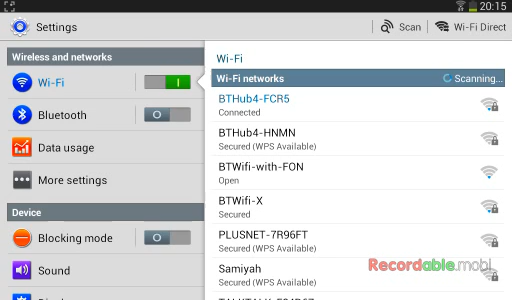 20:15
Settings
Scan
Wi-Fi Direct
Wireless and networks
Wi-Fi
Bluetooth
Data usage
More settings
Device
Blocking mode
Sound
Wi-Fi
Wi-Fi networks
Scanning...
BTHub4-FCR5
Connected
BTHub4-HNMN
Secured (WPS Available)
BTWifi-with-FON
Open
BTWifi-X
Secured
PLUSNET-7R96FT
Secured (WPS Available)
Samiyah
Secured (WPS Available)
Recordable.mobi